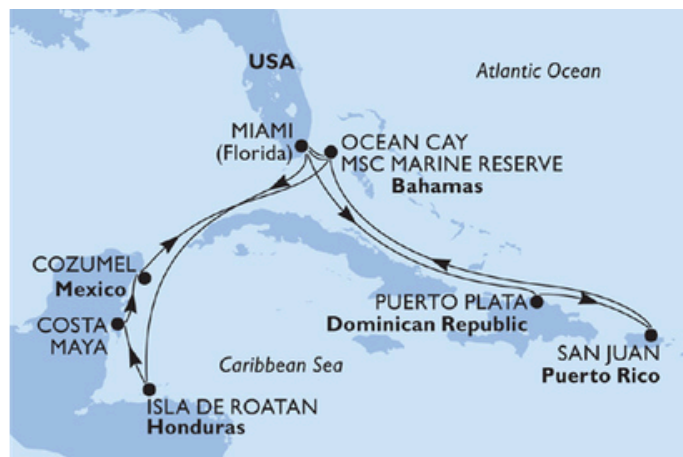 USA
Atlantic Ocean
MIAMI
(Florida)
OCEAN CAY
MSC MARINE RESERVE
Bahamas
COZUMEL
Mexico
COSTA
MAYA
PUERTO PLATA
Dominican Republic
SAN JUAN
Puerto Rico
Caribbean Sea
ISLA DE ROATAN
Honduras